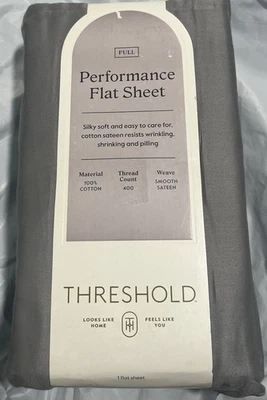 FULL
Performance
Flat Sheet
Silky soft and easy to care for,
cotton sateen resists wrinkling,
shrinking and pilling
Material Thread Count Weave
100% COTTON 400 SMOOTH SATEEN
THRESHOLD
LOOKS LIKE HOME FEELS LIKE YOU
1 flat sheet